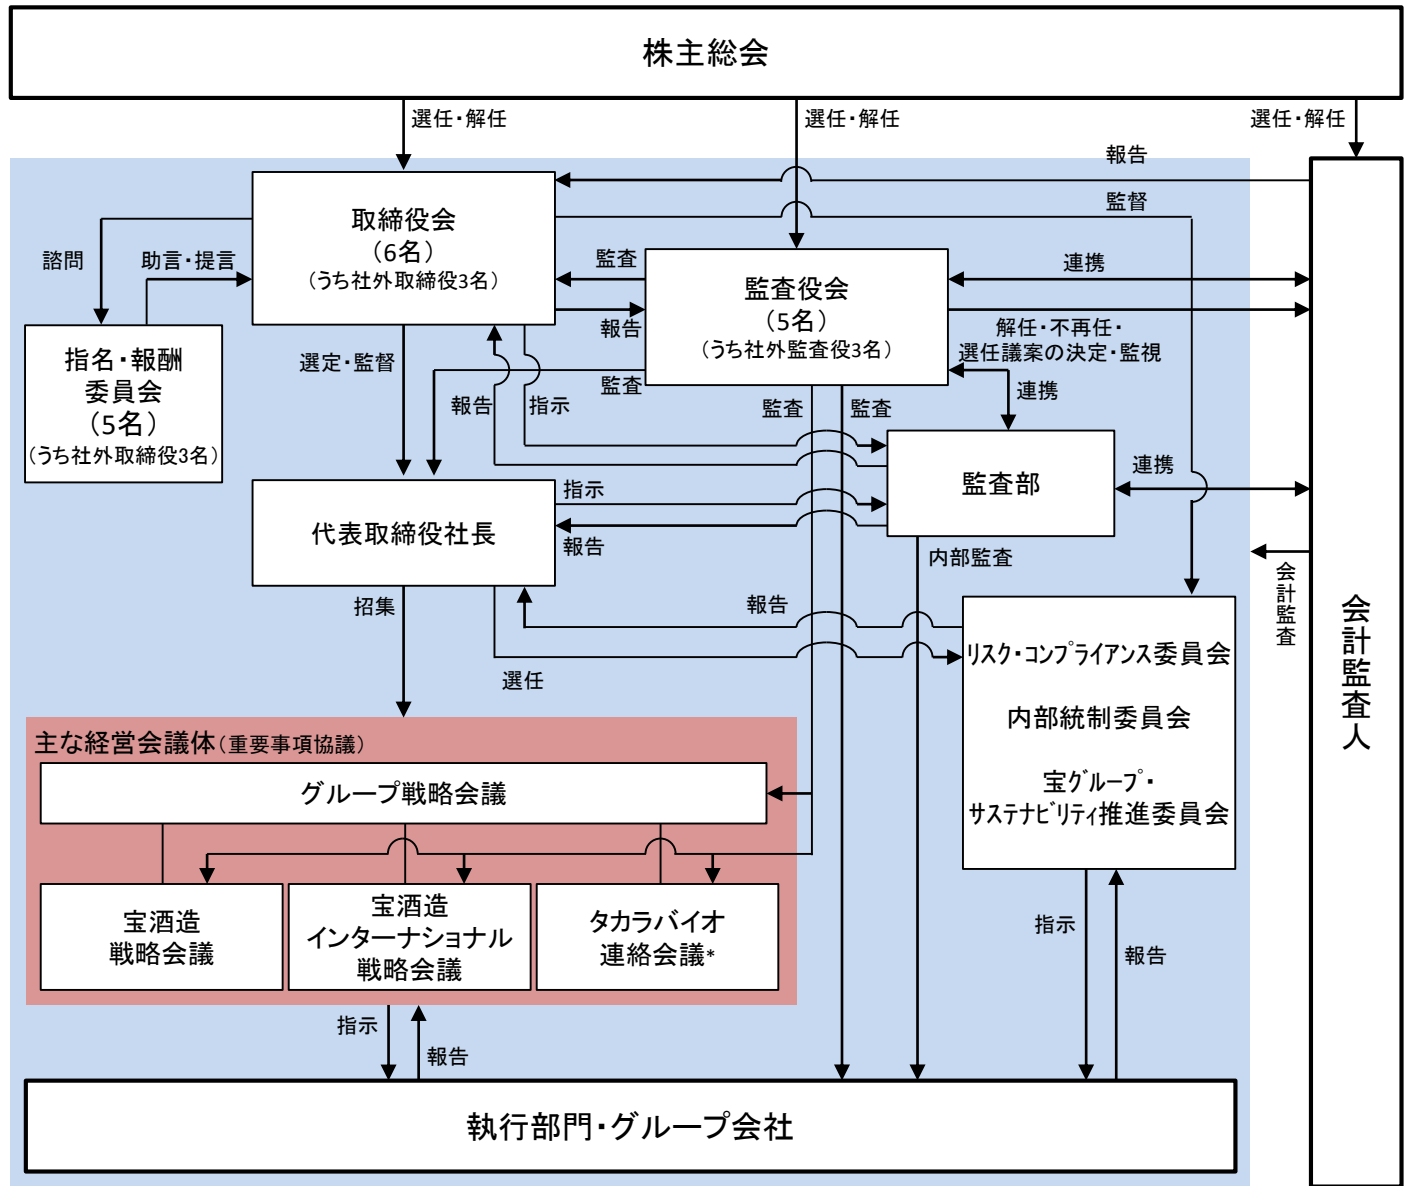 株主総会
選任・解任
選任・解任
選任・解任
報告
監督
取締役会
（6名）
（うち社外取締役3名）
諮問
助言・提言
監査
報告
監査役会
（5名）
（うち社外監査役3名）
連携
解任・不再任・
選任議案の決定・監視
指名・報酬
委員会
（5名）
（うち社外取締役3名）
選定・監督
監査
報告
指示
監査
監査
連携
監査部
連携
代表取締役社長
指示
報告
内部監査
会計監査
会計監査人
招集
報告
選任
リスク・コンプライアンス委員会
内部統制委員会
宝グループ・
サステナビリティ推進委員会
主な経営会議体（重要事項協議）
グループ戦略会議
宝酒造
戦略会議
宝酒造
インターナショナル
戦略会議
タカラバイオ
連絡会議*
指示
報告
指示
報告
執行部門・グループ会社